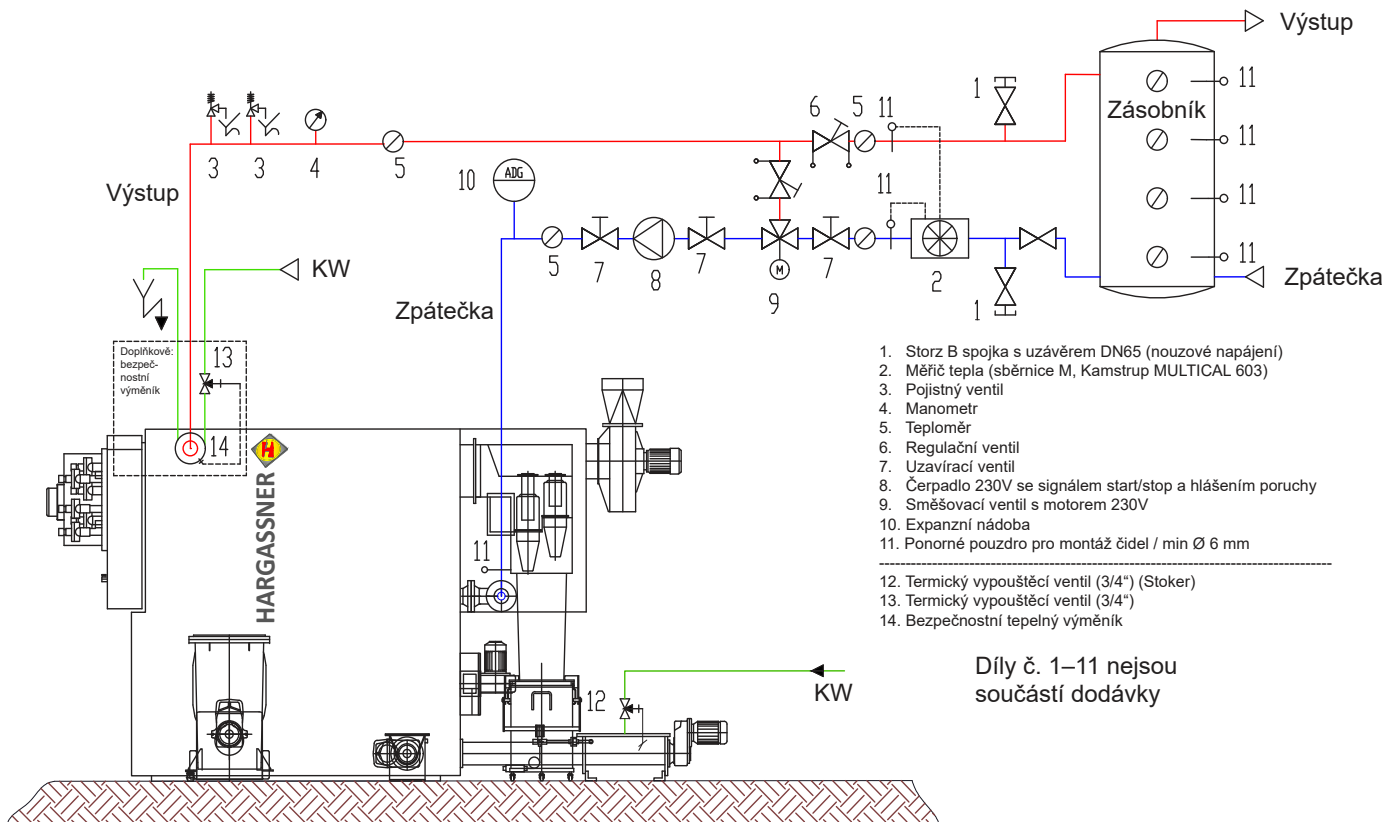 Výstup
1
11
6
5
11
Zásobník
3
3
4
5
11
10
ADG
Výstup
11
11
5
7
8
7
M
9
7
2
1
11
KW
Zpátečka
Zpátečka
Doplňkově:
bezpeč-
nostní
výměník
13
14
H
HARGASSNER
11
12
KW
1. Storz B spojka s uzávěrem DN65 (nouzové napájení)
2. Měřič tepla (sběrnice M, Kamstrup MULTICAL 603)
3. Pojistný ventil
4. Manometr
5. Teploměr
6. Regulační ventil
7. Uzavírací ventil
8. Čerpadlo 230V se signálem start/stop a hlášením poruchy
9. Směšovací ventil s motorem 230V
10. Expanzní nádoba
11. Ponorné pouzdro pro montáž čidel / min Ø 6 mm
12. Termický vypouštěcí ventil (3/4“) (Stoker)
13. Termický vypouštěcí ventil (3/4“)
14. Bezpečnostní tepelný výměník
Díly č. 1–11 nejsou
součástí dodávky